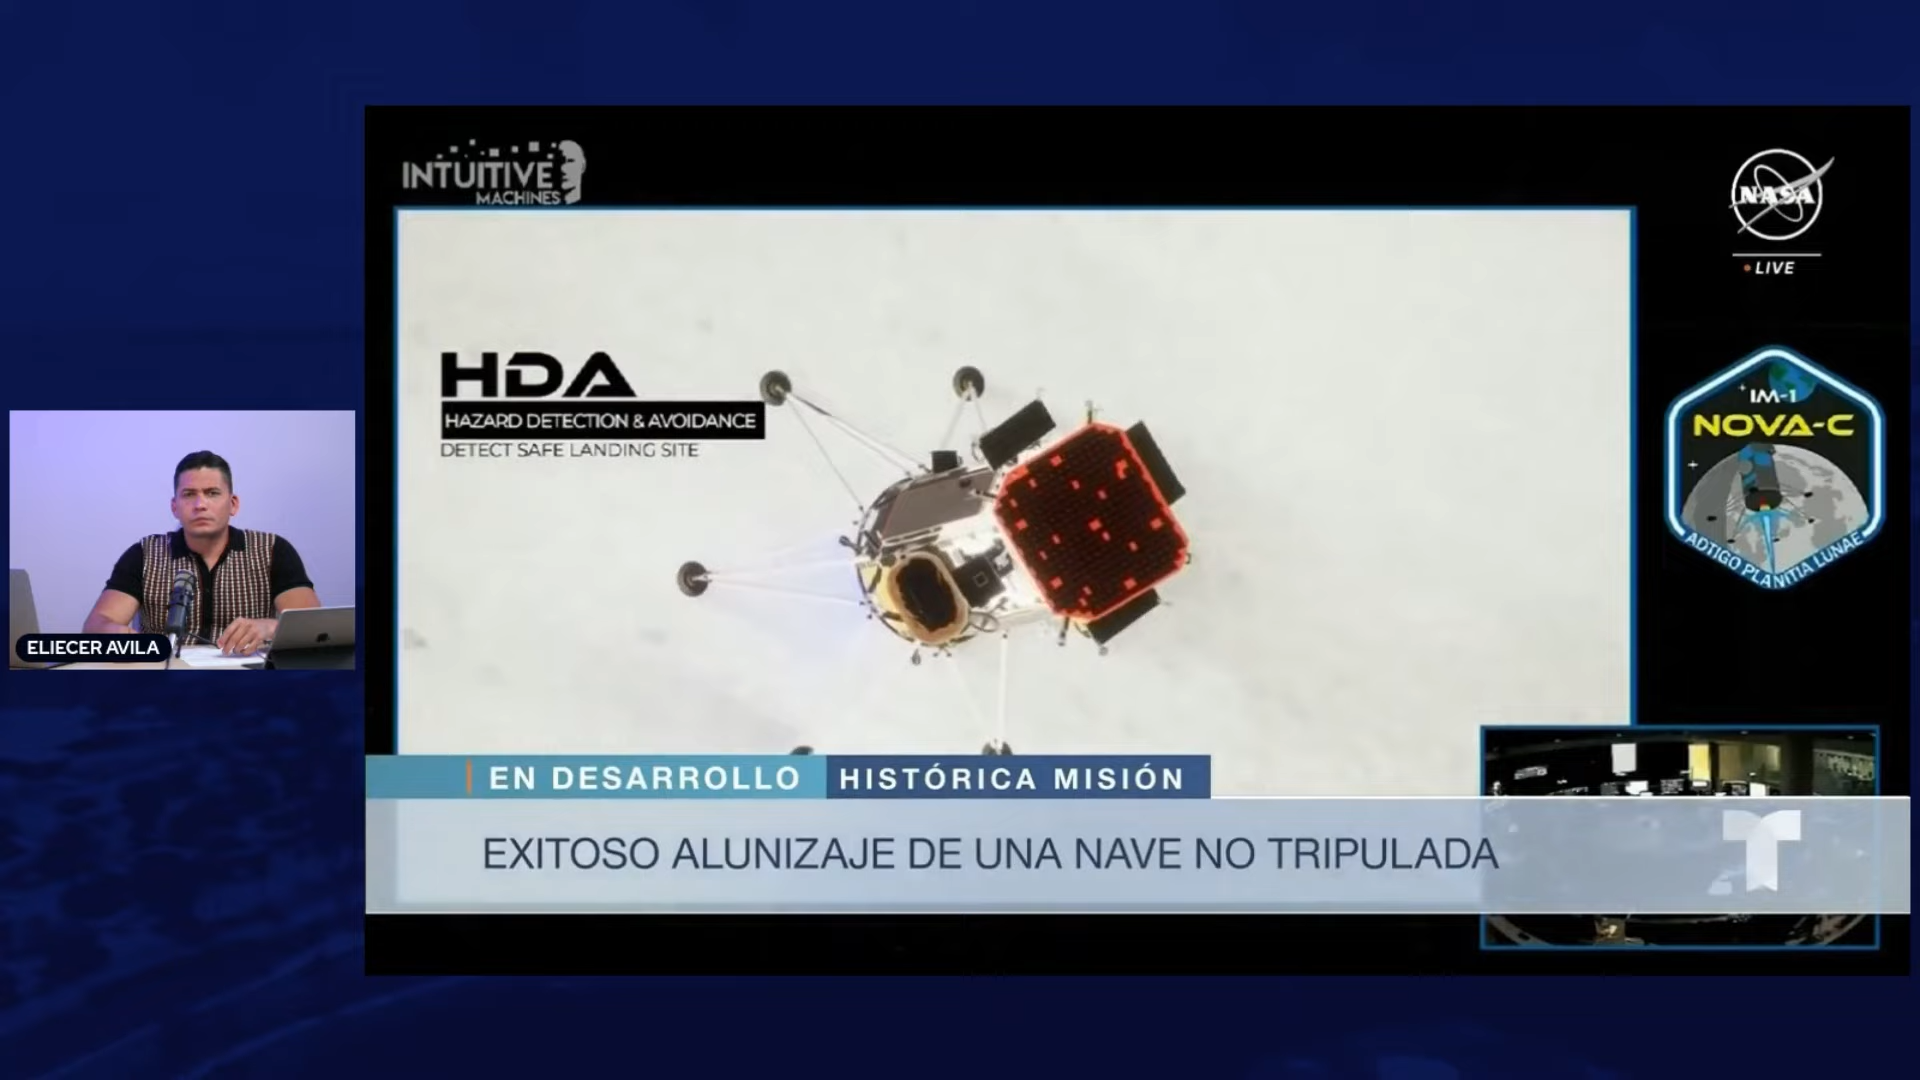 INTUITIVE
MACHINES
NASA
LIVE
HDA
HAZARD DETECTION & AVOIDANCE
DETECT SAFE LANDING SITE
IM-1
NOVA-C
ADTIGO PLANITIA LUNAE
ELIECER AVILA
EN DESARROLLO
HISTÓRICA MISIÓN
EXITOSO ALUNIZAJE DE UNA NAVE NO TRIPULADA